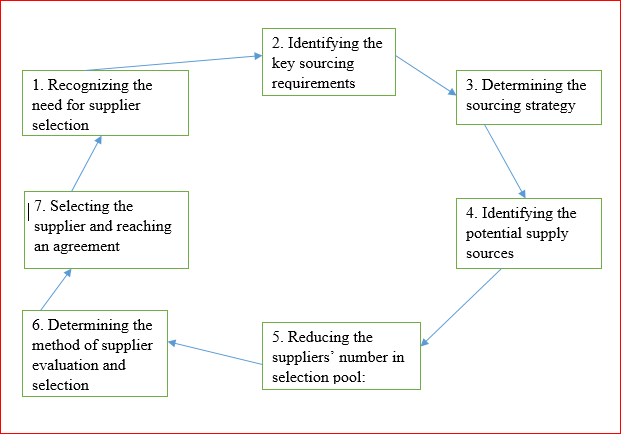 1. Recognizing the
need for supplier
selection
2. Identifying the
key sourcing
requirements
3. Determining the
sourcing strategy
4. Identifying the
potential supply
sources
5. Reducing the
suppliers’ number in
selection pool:
6. Determining the
method of supplier
evaluation and
selection
7. Selecting the
supplier and reaching
an agreement